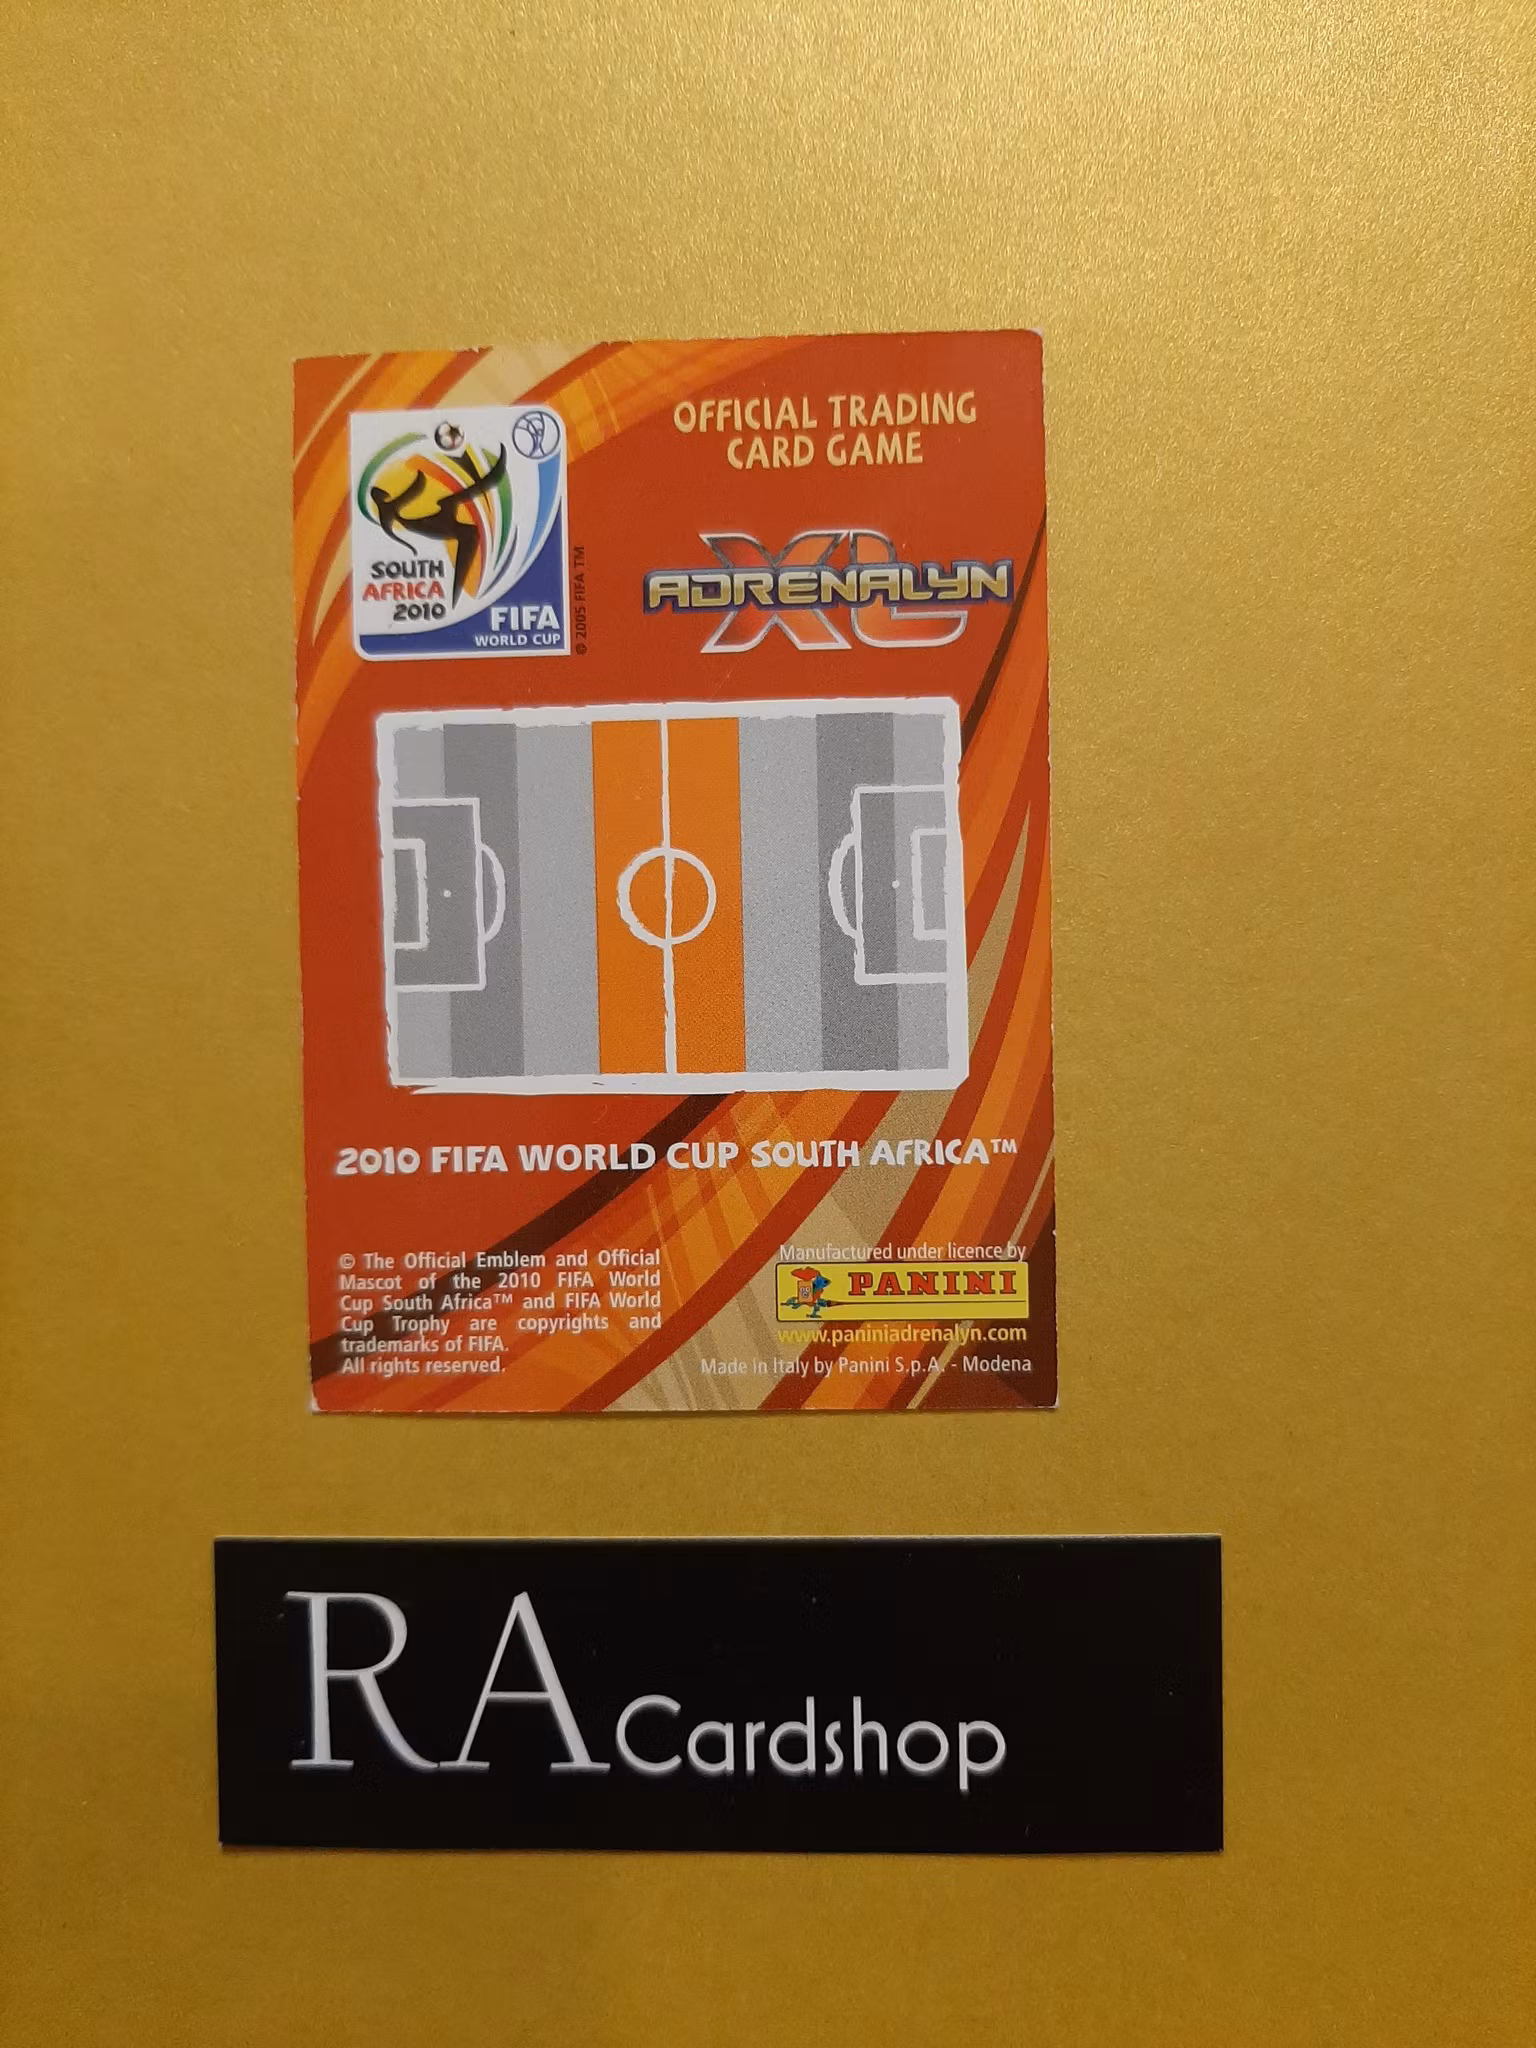 SOUTH
AFRICA
2010
FIFA
WORLD CUP
© 2005 FIFA TM
OFFICIAL TRADING
CARD GAME
ADRENALYN
XL
2010 FIFA WORLD CUP SOUTH AFRICA™
© The Official Emblem and Official
Mascot of the 2010 FIFA World
Cup South Africa™ and FIFA World
Cup Trophy are copyrights and
trademarks of FIFA.
All rights reserved.
Manufactured under licence by
PANINI
www.paniniadrenalyn.com
Made in Italy by Panini S.p.A. - Modena
RA Cardshop